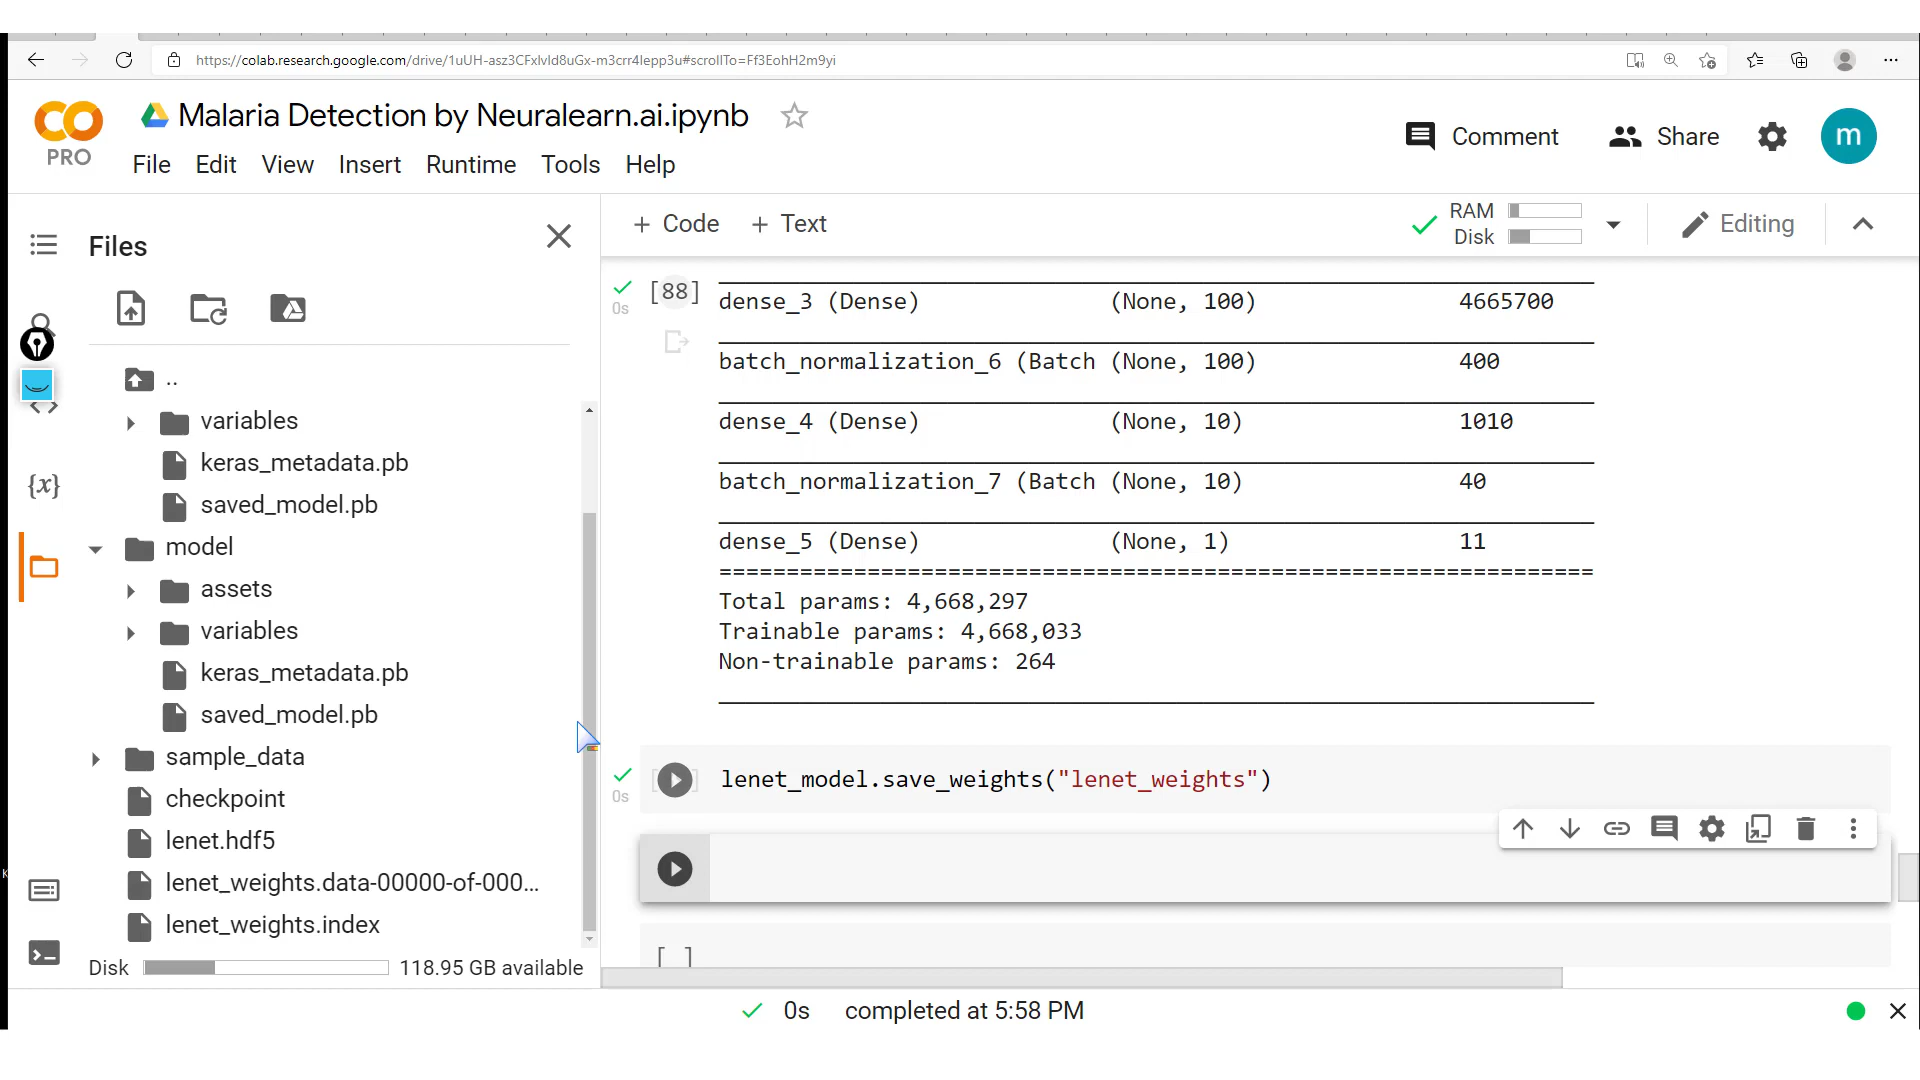 https://colab.research.google.com/drive/1uUH-asz3CFxlvld8uGx-m3crr4lepp3u#scrollTo=Ff3EohH2m9yi
PRO
Malaria Detection by Neuralearn.ai.ipynb
File Edit View Insert Runtime Tools Help
Comment
Share
m
Files
+ Code + Text
RAM
Disk
Editing
..
variables
keras_metadata.pb
saved_model.pb
model
assets
variables
keras_metadata.pb
saved_model.pb
sample_data
checkpoint
lenet.hdf5
lenet_weights.data-00000-of-000...
lenet_weights.index
Disk 118.95 GB available
{x}
0s
[88]
dense_3 (Dense) (None, 100) 4665700
batch_normalization_6 (Batch (None, 100) 400
dense_4 (Dense) (None, 10) 1010
batch_normalization_7 (Batch (None, 10) 40
dense_5 (Dense) (None, 1) 11
=================================================================
Total params: 4,668,297
Trainable params: 4,668,033
Non-trainable params: 264
0s
lenet_model.save_weights("lenet_weights")
[ ]
0s completed at 5:58 PM